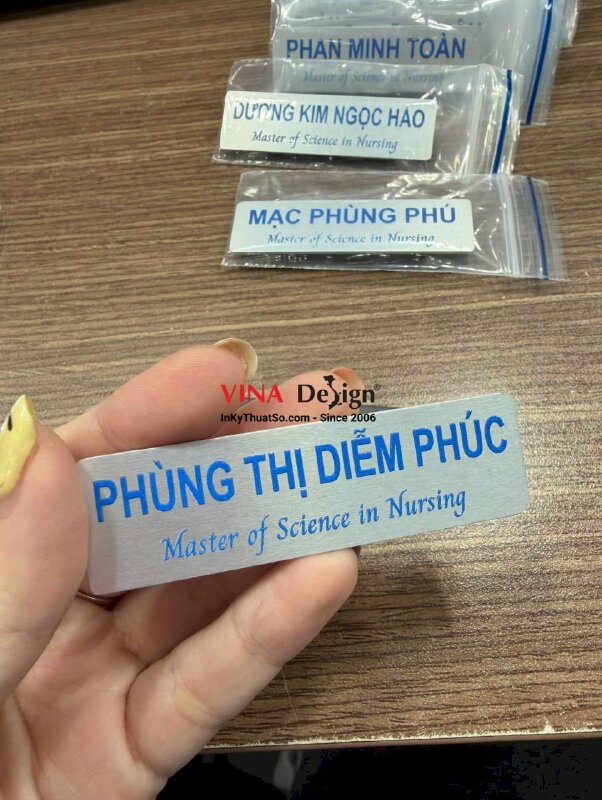 PHAN MINH TOÀN
Master of Science in Nursing
DƯƠNG KIM NGỌC HÁO
Master of Science in Nursing
MẠC PHÙNG PHÚ
Master of Science in Nursing
VINA Design®
InKyThuatSo.com - Since 2006
PHÙNG THỊ DIỄM PHÚC
Master of Science in Nursing